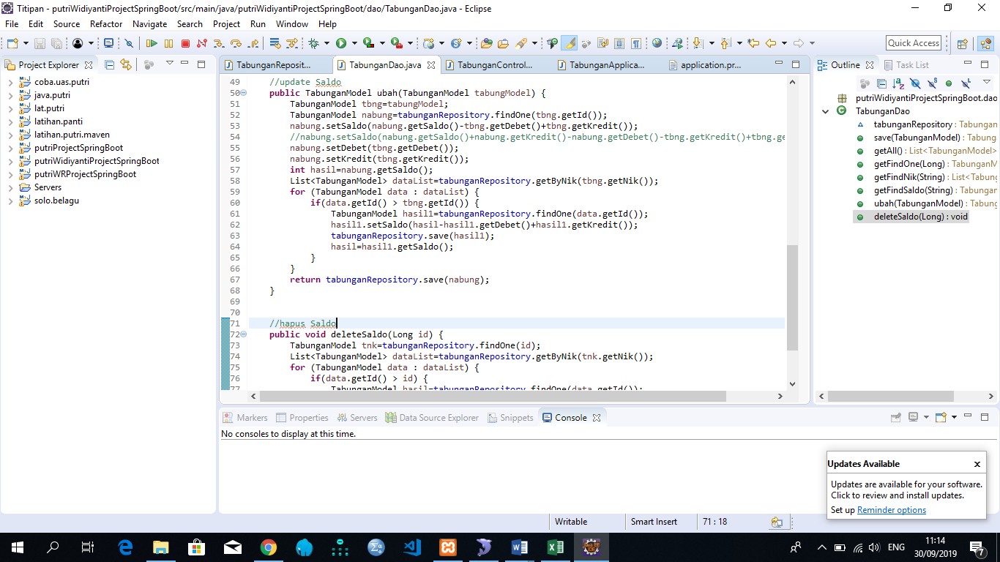 Titipan - putriWidiyantiProjectSpringBoot/src/main/java/putriWidiyantiProjectSpringBoot/dao/TabunganDao.java - Eclipse
File Edit Source Refactor Navigate Search Project Run Window Help
Quick Access
Project Explorer
coba.uas.putri
java.putri
lat.putri
latihan.panti
latihan.putri.maven
putriProjectSpringBoot
putriWidiyantiProjectSpringBoot
putriWRProjectSpringBoot
Servers
solo.belagu
TabunganReposit... TabunganDao.java TabunganControl... TabunganApplica... application.pr...
49 //update Saldo
50 public TabunganModel ubah(TabunganModel tabungModel) {
51 TabunganModel tbng=tabungModel;
52 TabunganModel nabung=tabunganRepository.findOne(tbng.getId());
53 nabung.setSaldo(nabung.getSaldo()-tbng.getDebet()+tbng.getKredit());
54 //nabung.setSaldo(nabung.getSaldo()+nabung.getKredit()-nabung.getDebet()-tbng.getKredit()+tbng.ge
55 nabung.setDebet(tbng.getDebet());
56 nabung.setKredit(tbng.getKredit());
57 int hasil=nabung.getSaldo();
58 List<TabunganModel> dataList=tabunganRepository.getByNik(tbng.getNik());
59 for (TabunganModel data : dataList) {
60 if(data.getId() > tbng.getId()) {
61 TabunganModel hasil1=tabunganRepository.findOne(data.getId());
62 hasil1.setSaldo(hasil-hasil1.getDebet()+hasil1.getKredit());
63 tabunganRepository.save(hasil1);
64 hasil=hasil1.getSaldo();
65 }
66 }
67 return tabunganRepository.save(nabung);
68 }
69
70
71 //hapus Saldo
72 public void deleteSaldo(Long id) {
73 TabunganModel tnk=tabunganRepository.findOne(id);
74 List<TabunganModel> dataList=tabunganRepository.getByNik(tnk.getNik());
75 for (TabunganModel data : dataList) {
76 if(data.getId() > id) {
77 TabunganModel hasil=tabunganRepository.findOne(data.getId());
Outline Task List
putriWidiyantiProjectSpringBoot.dao
TabunganDao
tabunganRepository : Tabungan
save(TabunganModel) : Tabung
getAll() : List<TabunganModel>
getFindOne(Long) : TabunganM
getFindNik(String) : List<Tabung
getFindSaldo(String) : Tabungan
ubah(TabunganModel) : Tabung
deleteSaldo(Long) : void
Markers Properties Servers Data Source Explorer Snippets Console
No consoles to display at this time.
Updates Available
Updates are available for your software.
Click to review and install updates.
Set up Reminder options
Writable Smart Insert 71 : 18
ENG
11:14
30/09/2019
7